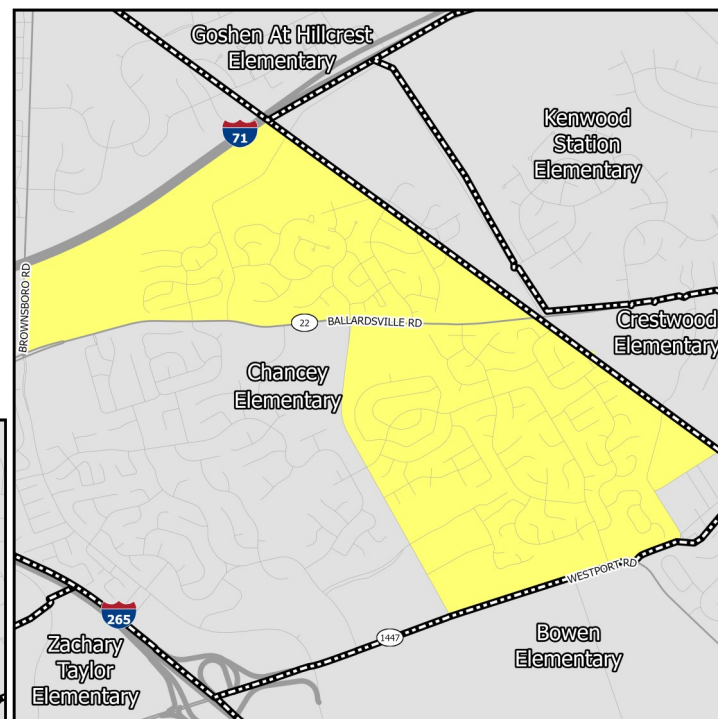 Goshen At Hillcrest
Elementary
71
Kenwood
Station
Elementary
BROWNSBORO RD
22
BALLARDSVILLE RD
Crestwood
Elementary
Chancey
Elementary
WESTPORT RD
265
1447
Bowen
Elementary
Zachary
Taylor
Elementary